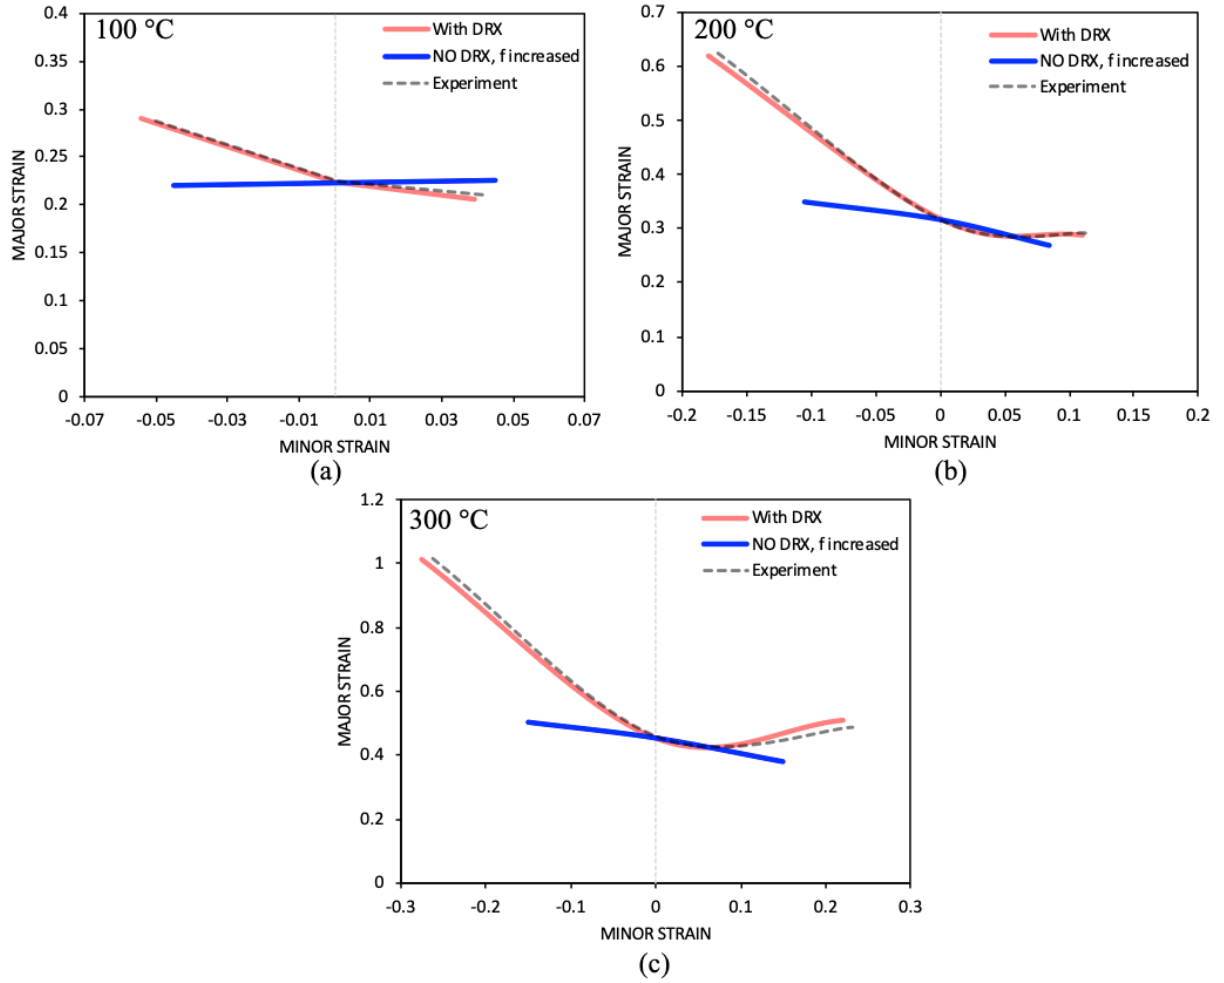 100 °C
With DRX
NO DRX, f increased
Experiment
MAJOR STRAIN
0.4
0.35
0.3
0.25
0.2
0.15
0.1
0.05
0
-0.07 -0.05 -0.03 -0.01 0.01 0.03 0.05 0.07
MINOR STRAIN
(a)
200 °C
With DRX
NO DRX, f increased
Experiment
MAJOR STRAIN
0.7
0.6
0.5
0.4
0.3
0.2
0.1
0
-0.2 -0.15 -0.1 -0.05 0 0.05 0.1 0.15 0.2
MINOR STRAIN
(b)
300 °C
With DRX
NO DRX, f increased
Experiment
MAJOR STRAIN
1.2
1
0.8
0.6
0.4
0.2
0
-0.3 -0.2 -0.1 0 0.1 0.2 0.3
MINOR STRAIN
(c)